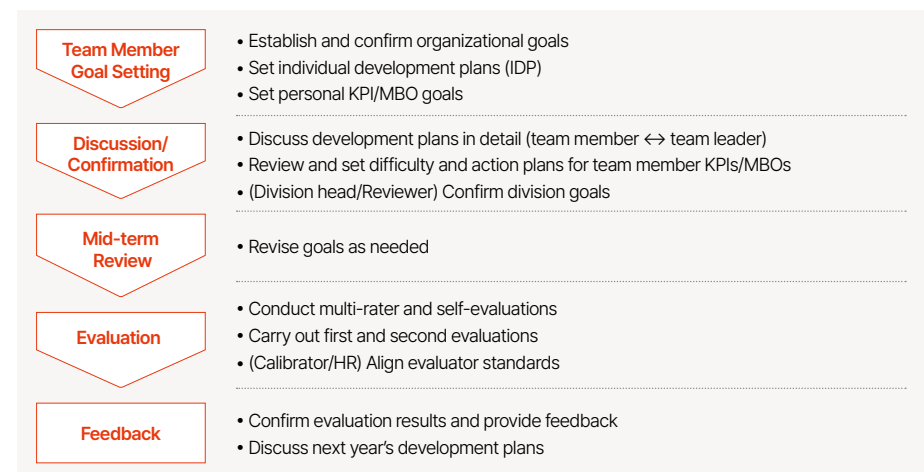 Team Member
Goal Setting
• Establish and confirm organizational goals
• Set individual development plans (IDP)
• Set personal KPI/MBO goals
Discussion/
Confirmation
• Discuss development plans in detail (team member ↔ team leader)
• Review and set difficulty and action plans for team member KPIs/MBOs
• (Division head/Reviewer) Confirm division goals
Mid-term
Review
• Revise goals as needed
Evaluation
• Conduct multi-rater and self-evaluations
• Carry out first and second evaluations
• (Calibrator/HR) Align evaluator standards
Feedback
• Confirm evaluation results and provide feedback
• Discuss next year’s development plans